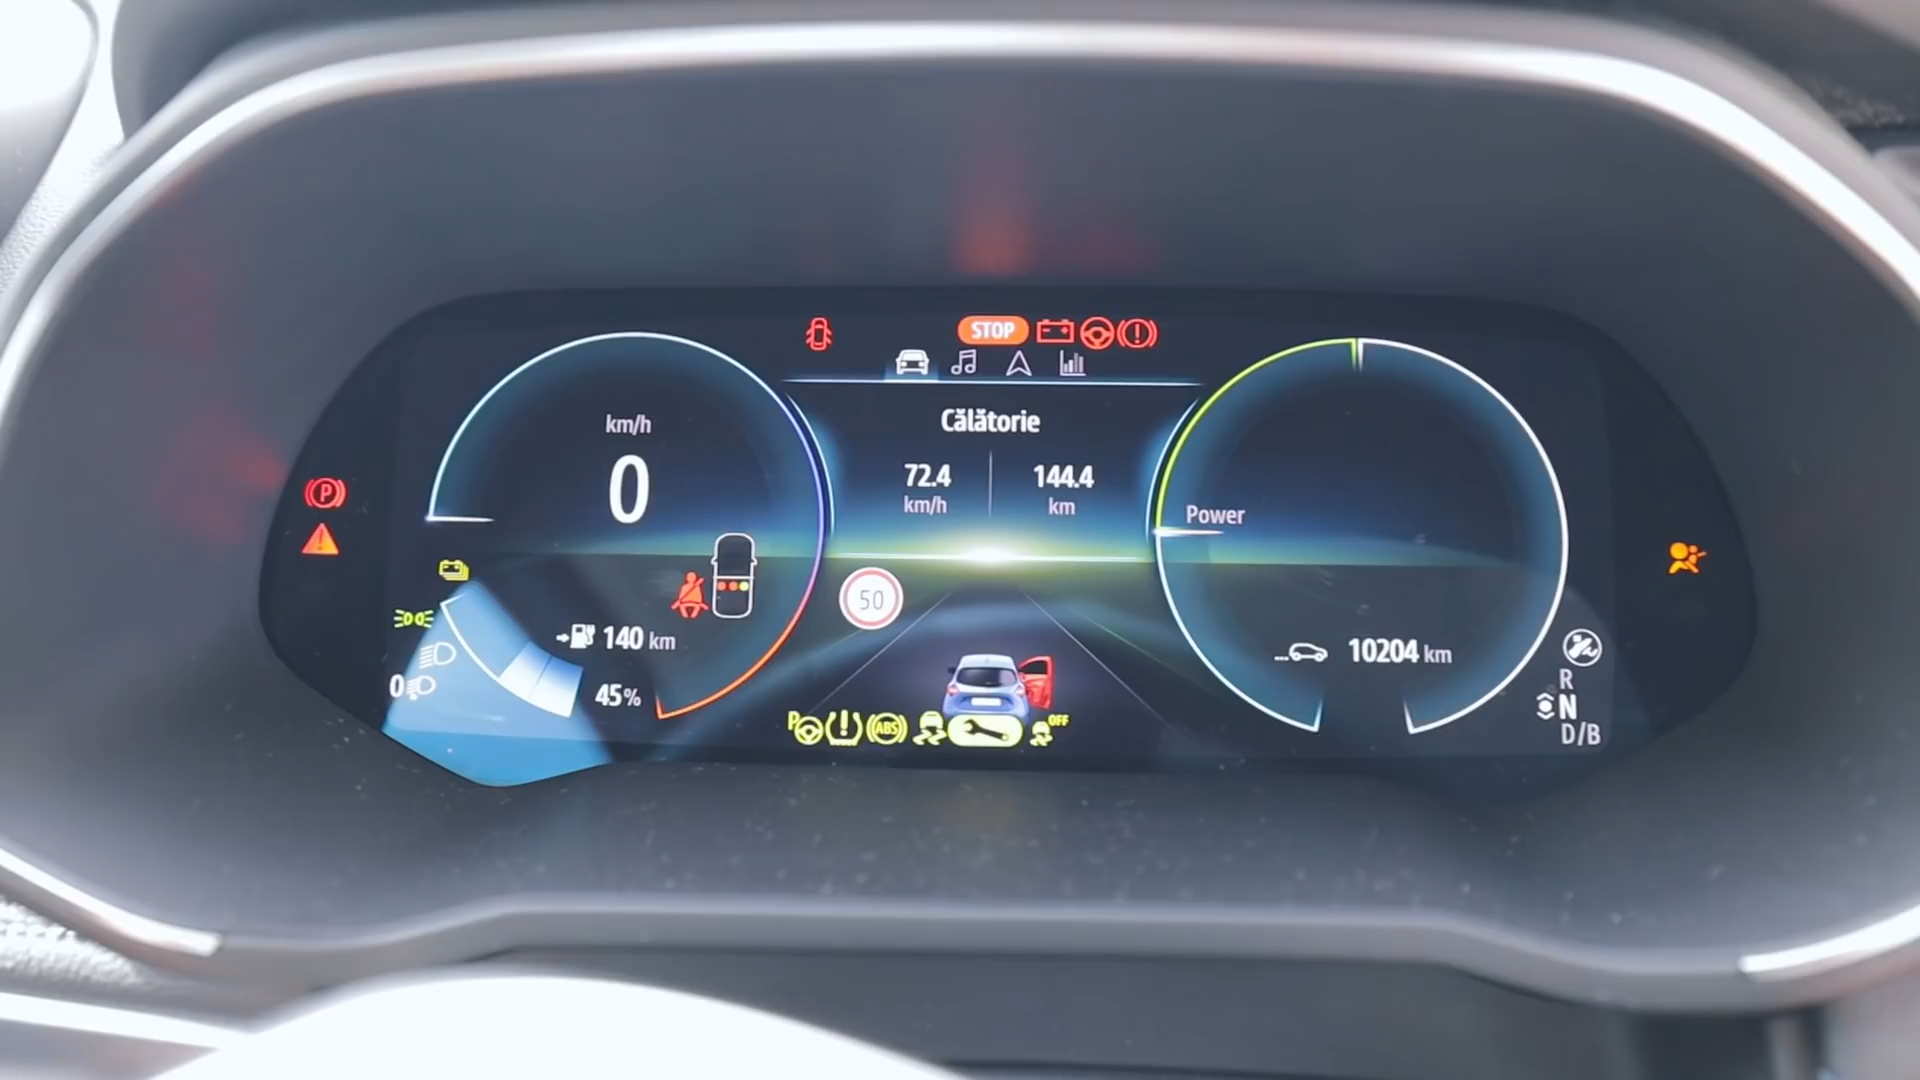 STOP
Călătorie
km/h
0
72.4
km/h
144.4
km
Power
P
50
140 km
45%
10204 km
R
N
D/B
P
ABS
OFF